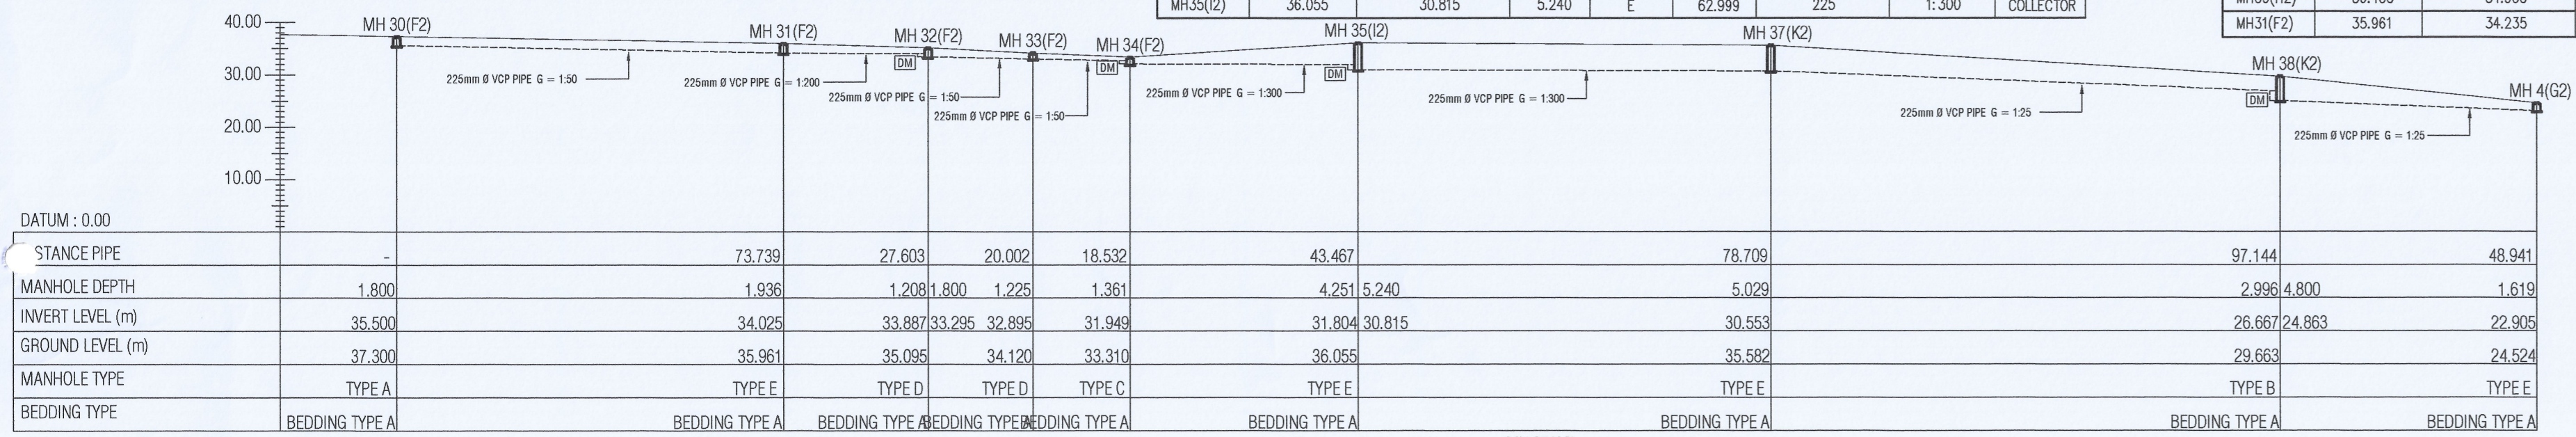 MH35(I2) 36.055 30.815 5.240 E 62.999 225 1:300 COLLECTOR
MH31(F2) 35.961 34.235
40.00
30.00
20.00
10.00
MH 30(F2) MH 31(F2) MH 32(F2) MH 33(F2) MH 34(F2) MH 35(I2) MH 37(K2) MH 38(K2) MH 4(G2)
DM DM DM DM
225mm Ø VCP PIPE G = 1:50
225mm Ø VCP PIPE G = 1:200
225mm Ø VCP PIPE G = 1:50
225mm Ø VCP PIPE G = 1:50
225mm Ø VCP PIPE G = 1:300
225mm Ø VCP PIPE G = 1:300
225mm Ø VCP PIPE G = 1:25
225mm Ø VCP PIPE G = 1:25
DATUM : 0.00
STANCE PIPE - 73.739 27.603 20.002 18.532 43.467 78.709 97.144 48.941
MANHOLE DEPTH 1.800 1.936 1.208 1.800 1.225 1.361 4.251 5.240 5.029 2.996 4.800 1.619
INVERT LEVEL (m) 35.500 34.025 33.887 33.295 32.895 31.949 31.804 30.815 30.553 26.667 24.863 22.905
GROUND LEVEL (m) 37.300 35.961 35.095 34.120 33.310 36.055 35.582 29.663 24.524
MANHOLE TYPE TYPE A TYPE E TYPE D TYPE D TYPE C TYPE E TYPE E TYPE B TYPE E
BEDDING TYPE BEDDING TYPE A BEDDING TYPE A BEDDING TYPE A BEDDING TYPE A BEDDING TYPE A BEDDING TYPE A BEDDING TYPE A BEDDING TYPE A BEDDING TYPE A